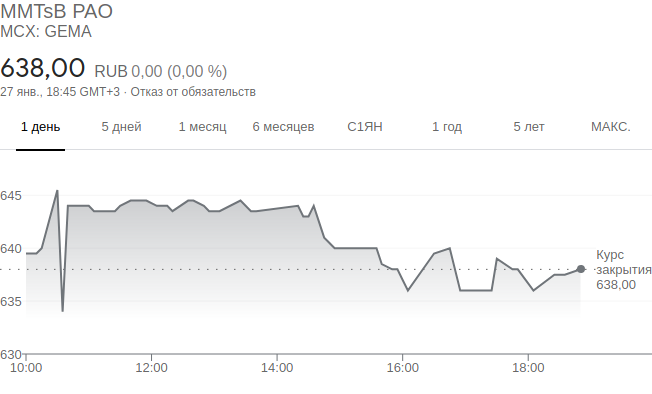 MMTsB PAO
MCX: GEMA
638,00 RUB 0,00 (0,00 %)
27 янв., 18:45 GMT+3 · Отказ от обязательств
1 день 5 дней 1 месяц 6 месяцев С1ЯН 1 год 5 лет МАКС.
645
640
Курс
закрытия
638,00
635
630
10:00 12:00 14:00 16:00 18:00